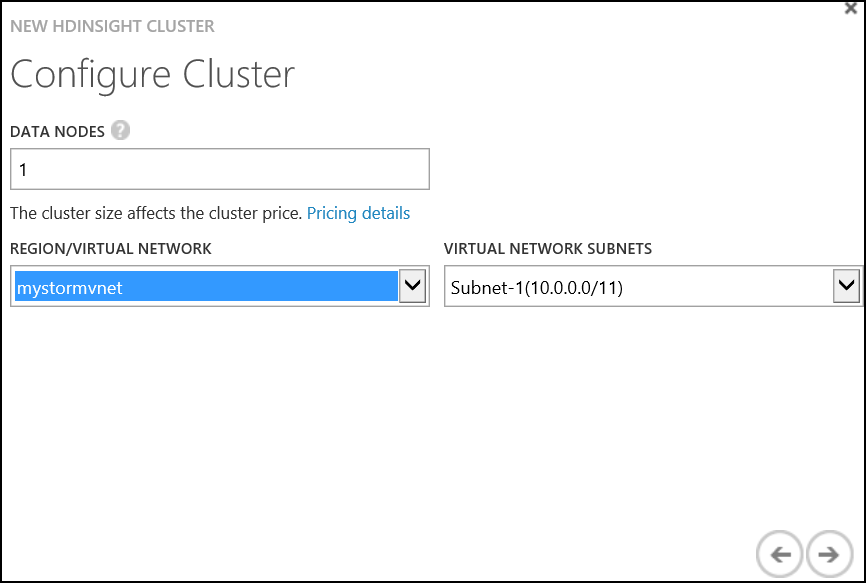 NEW HDINSIGHT CLUSTER
Configure Cluster
DATA NODES ?
1
The cluster size affects the cluster price. Pricing details
REGION/VIRTUAL NETWORK
mystormvnet
VIRTUAL NETWORK SUBNETS
Subnet-1(10.0.0.0/11)